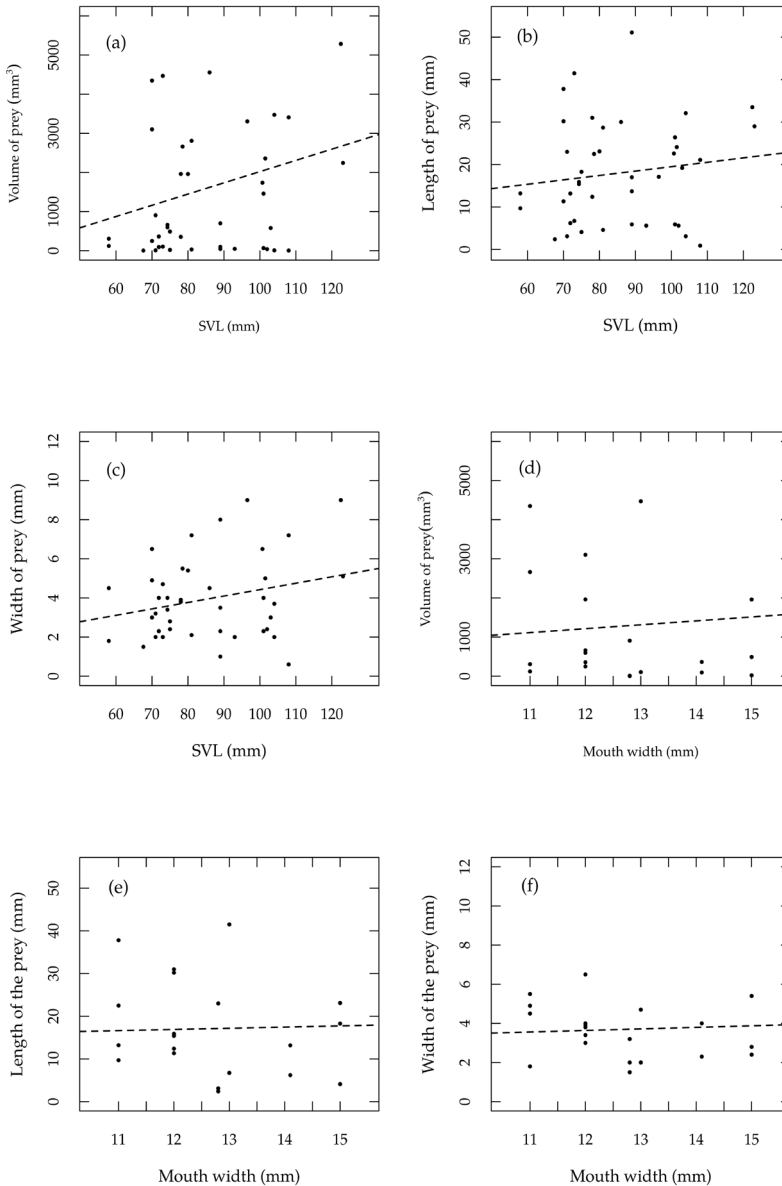 (a)
Volume of prey (mm³)
5000
3000
1000
0
60 70 80 90 100 110 120
SVL (mm)
(b)
Length of prey (mm)
50
40
30
20
10
0
60 70 80 90 100 110 120
SVL (mm)
(c)
Width of prey (mm)
12
10
8
6
4
2
0
60 70 80 90 100 110 120
SVL (mm)
(d)
Volume of prey(mm³)
5000
3000
1000
0
11 12 13 14 15
Mouth width (mm)
(e)
Length of the prey (mm)
50
40
30
20
10
0
11 12 13 14 15
Mouth width (mm)
(f)
Width of the prey (mm)
12
10
8
6
4
2
0
11 12 13 14 15
Mouth width (mm)